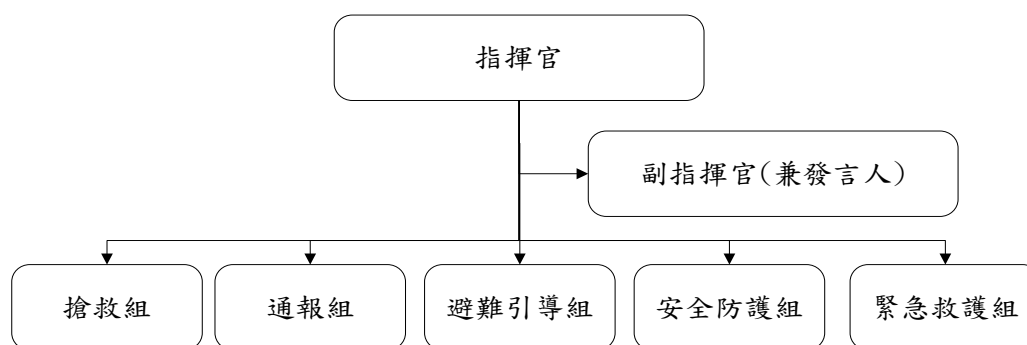 指揮官
副指揮官(兼發言人)
搶救組
通報組
避難引導組
安全防護組
緊急救護組